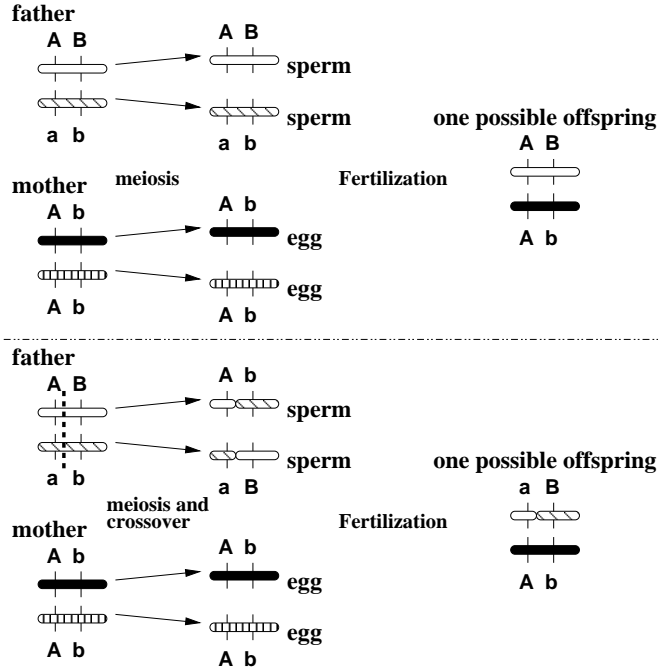 father
A B
A B
sperm
sperm
a b
a b
one possible offspring
A B
mother
meiosis
Fertilization
A b
A b
egg
egg
A b
A b
A b
father
A B
A b
sperm
sperm
a b
a B
one possible offspring
a B
meiosis and
crossover
mother
Fertilization
A b
A b
egg
egg
A b
A b
A b